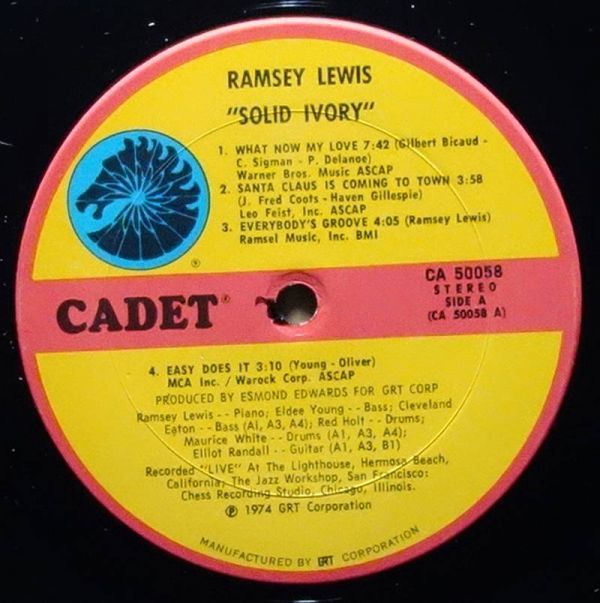 RAMSEY LEWIS
"SOLID IVORY"
1. WHAT NOW MY LOVE 7:42 (Gilbert Bicaud -
C. Sigman - P. Delanoe)
Warner Bros. Music ASCAP
2. SANTA CLAUS IS COMING TO TOWN 3:58
(J. Fred Coots - Haven Gillespie)
Leo Feist, Inc. ASCAP
3. EVERYBODY'S GROOVE 4:05 (Ramsey Lewis)
Ramsel Music, Inc. BMI
®
CADET®
CA 50058
STEREO
SIDE A
(CA 50058 A)
4. EASY DOES IT 3:10 (Young - Oliver)
MCA Inc. / Warock Corp. ASCAP
PRODUCED BY ESMOND EDWARDS FOR GRT CORP
Ramsey Lewis -- Piano; Eldee Young -- Bass; Cleveland
Eaton -- Bass (AI, A3, A4); Red Holt -- Drums;
Maurice White -- Drums (A1, A3, A4);
Elliot Randall -- Guitar (A1, A3, B1)
Recorded "LIVE" At The Lighthouse, Hermosa Beach,
California; The Jazz Workshop, San Francisco:
Chess Recording Studio, Chicago, Illinois.
℗ 1974 GRT Corporation
MANUFACTURED BY GRT CORPORATION